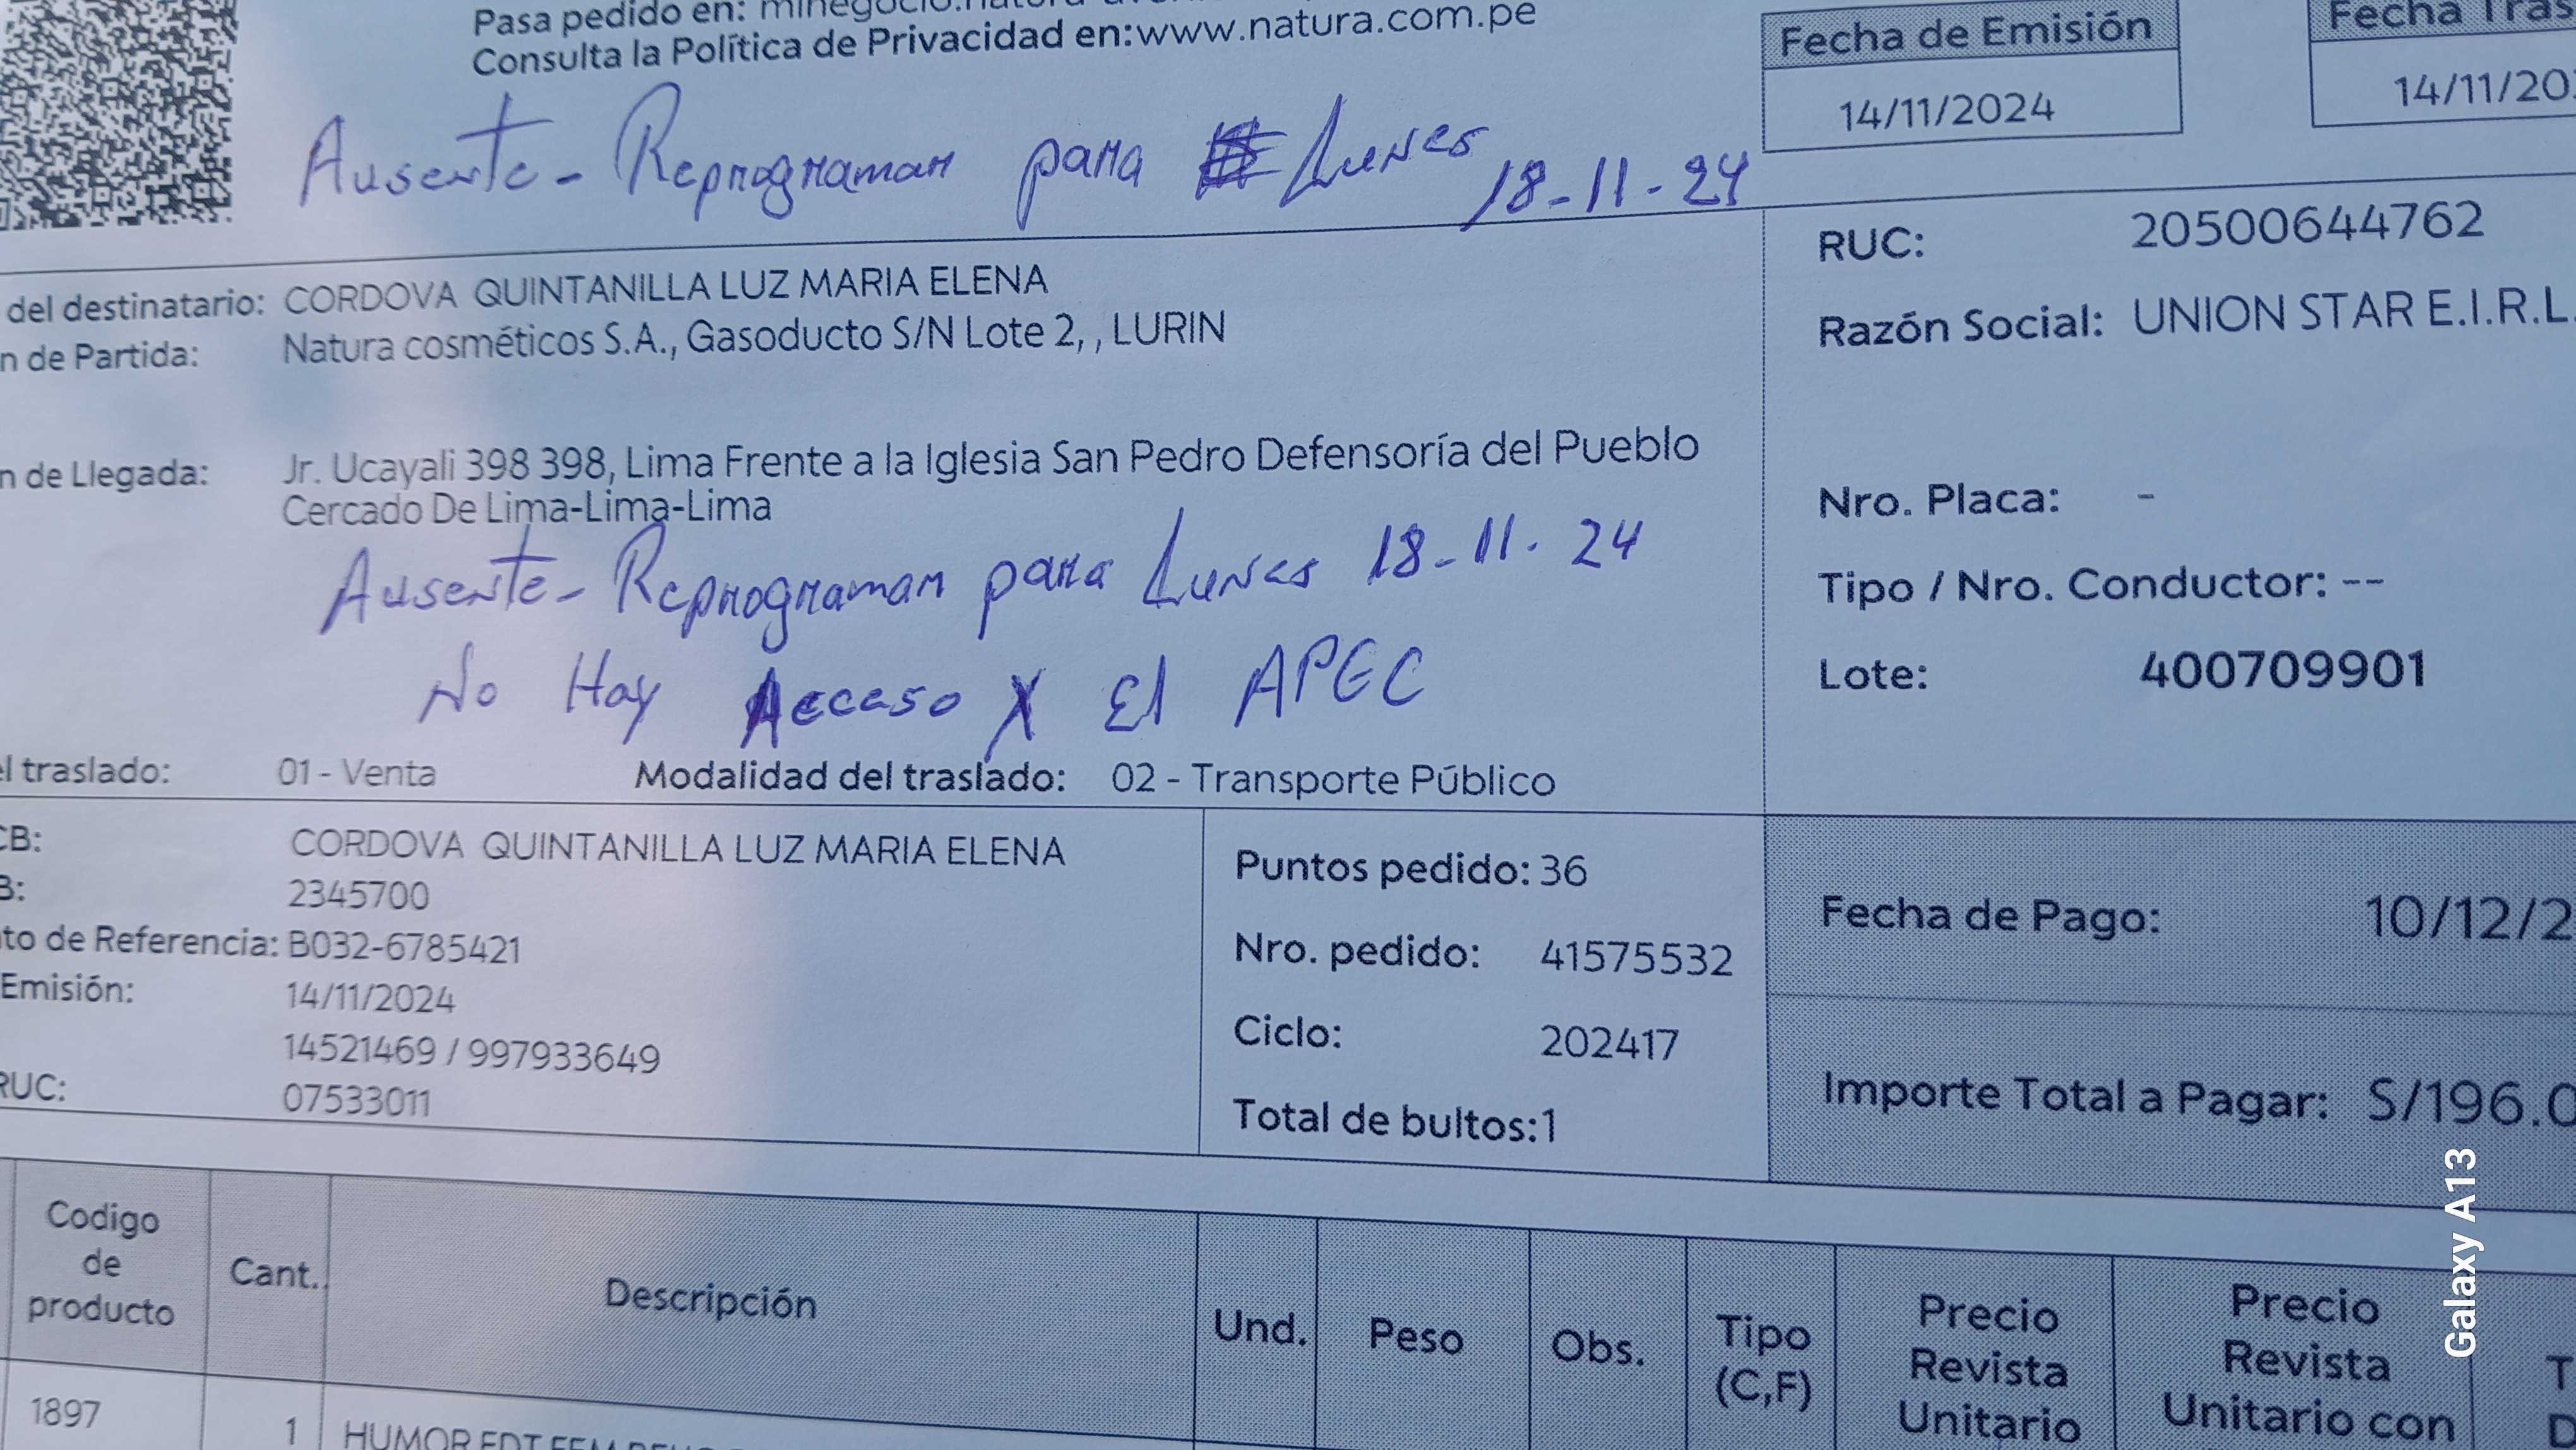 Pasa pedido en:
Consulta la Política de Privacidad en:www.natura.com.pe
Fecha de Emisión
14/11/2024
Fecha Tras
14/11/20
Ausente - Reprogramar para Lunes 18-11-24
del destinatario: CORDOVA QUINTANILLA LUZ MARIA ELENA
n de Partida: Natura cosméticos S.A., Gasoducto S/N Lote 2, , LURIN
n de Llegada: Jr. Ucayali 398 398, Lima Frente a la Iglesia San Pedro Defensoría del Pueblo
Cercado De Lima-Lima-Lima
Ausente - Reprogramar para Lunes 18-11-24
No Hay Acceso X El APEC
el traslado: 01 - Venta Modalidad del traslado: 02 - Transporte Público
RUC: 20500644762
Razón Social: UNION STAR E.I.R.L.
Nro. Placa: -
Tipo / Nro. Conductor: --
Lote: 400709901
CB: CORDOVA QUINTANILLA LUZ MARIA ELENA
B: 2345700
to de Referencia: B032-6785421
Emisión: 14/11/2024
14521469 / 997933649
RUC: 07533011
Puntos pedido: 36
Nro. pedido: 41575532
Ciclo: 202417
Total de bultos:1
Fecha de Pago: 10/12/2
Importe Total a Pagar: S/196.0
Codigo de producto
Cant.
Descripción
Und.
Peso
Obs.
Tipo (C,F)
Precio Revista Unitario
Precio Revista Unitario con
1897 1 HUMOR EDT FEM
Galaxy A13